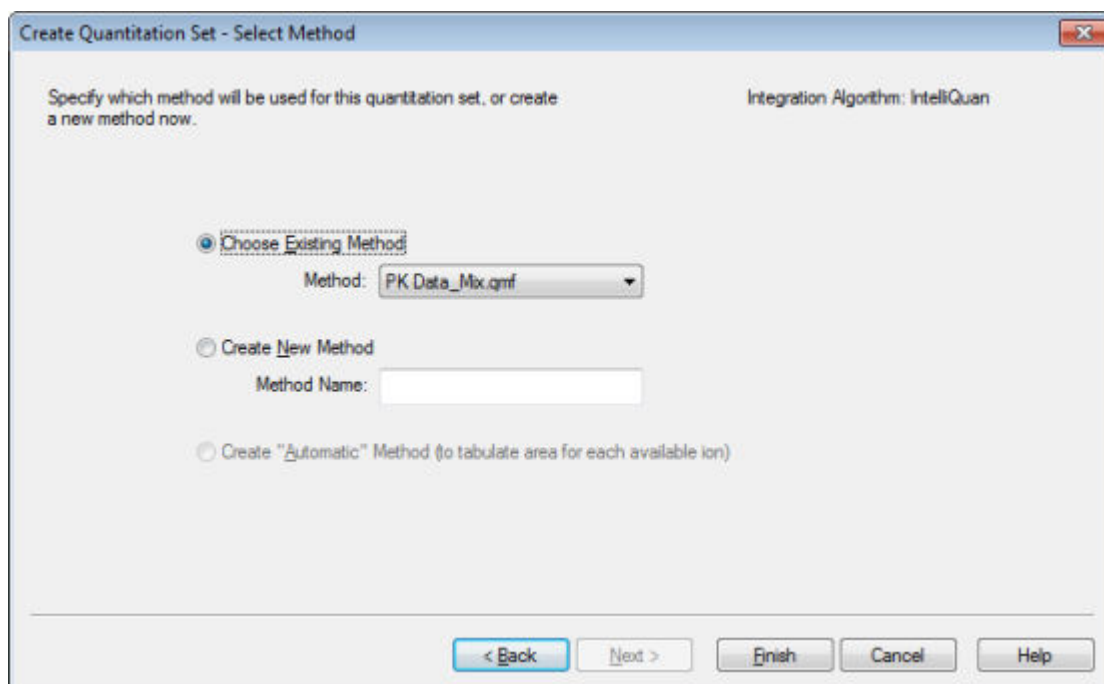 Create Quantitation Set - Select Method
Specify which method will be used for this quantitation set, or create
a new method now.
Integration Algorithm: IntelliQuan
Choose Existing Method
Method: PK Data_Mix.qmf
Create New Method
Method Name:
Create "Automatic" Method (to tabulate area for each available ion)
< Back Next > Finish Cancel Help